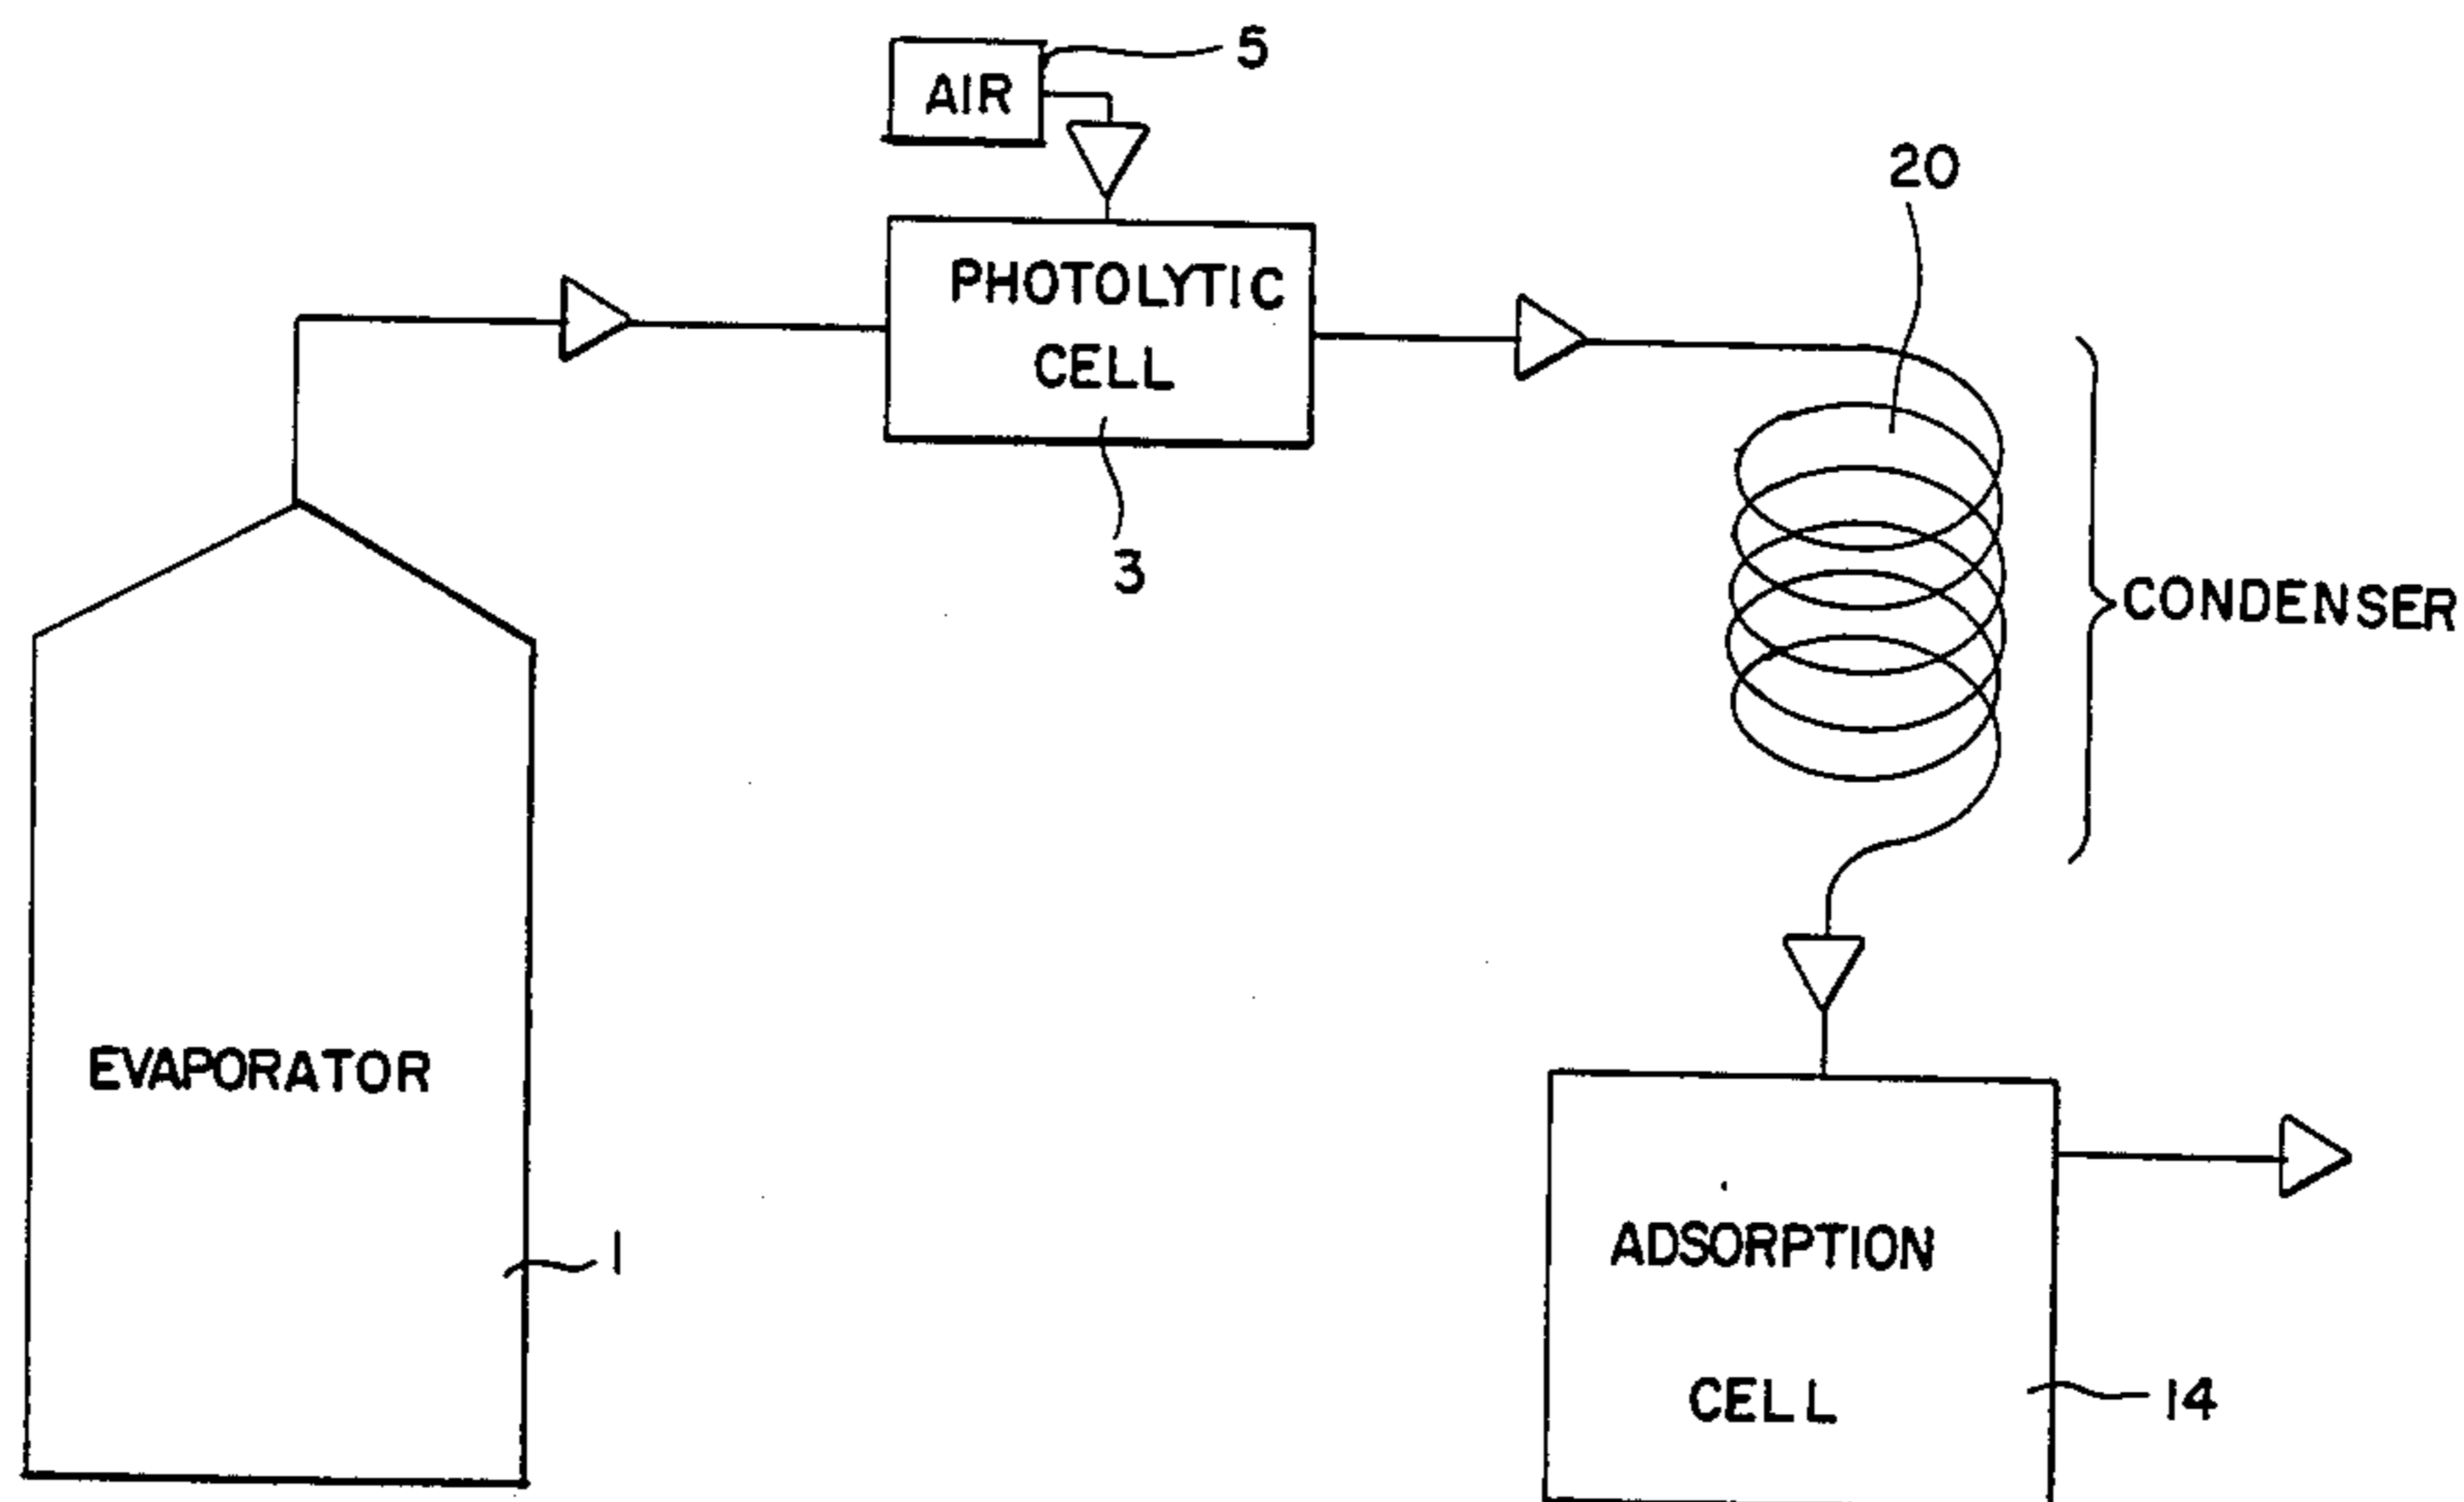 AIR
5
20
PHOTOLYTIC
CELL
3
CONDENSER
EVAPORATOR
1
ADSORPTION
CELL
14